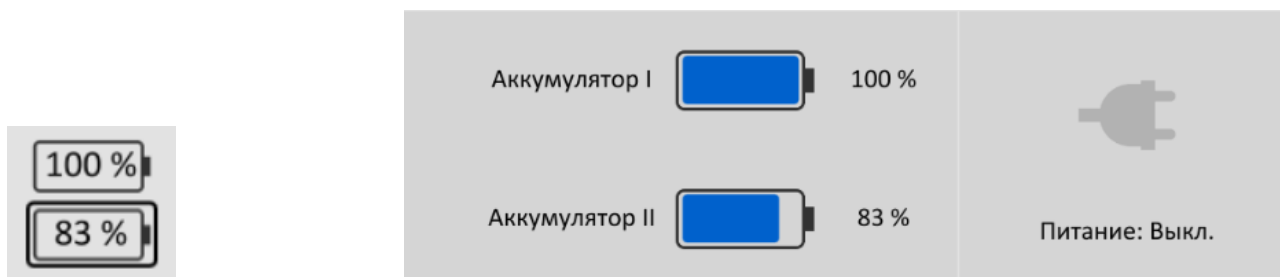 100 %
83 %
Аккумулятор I 100 %
Аккумулятор II 83 %
Питание: Выкл.